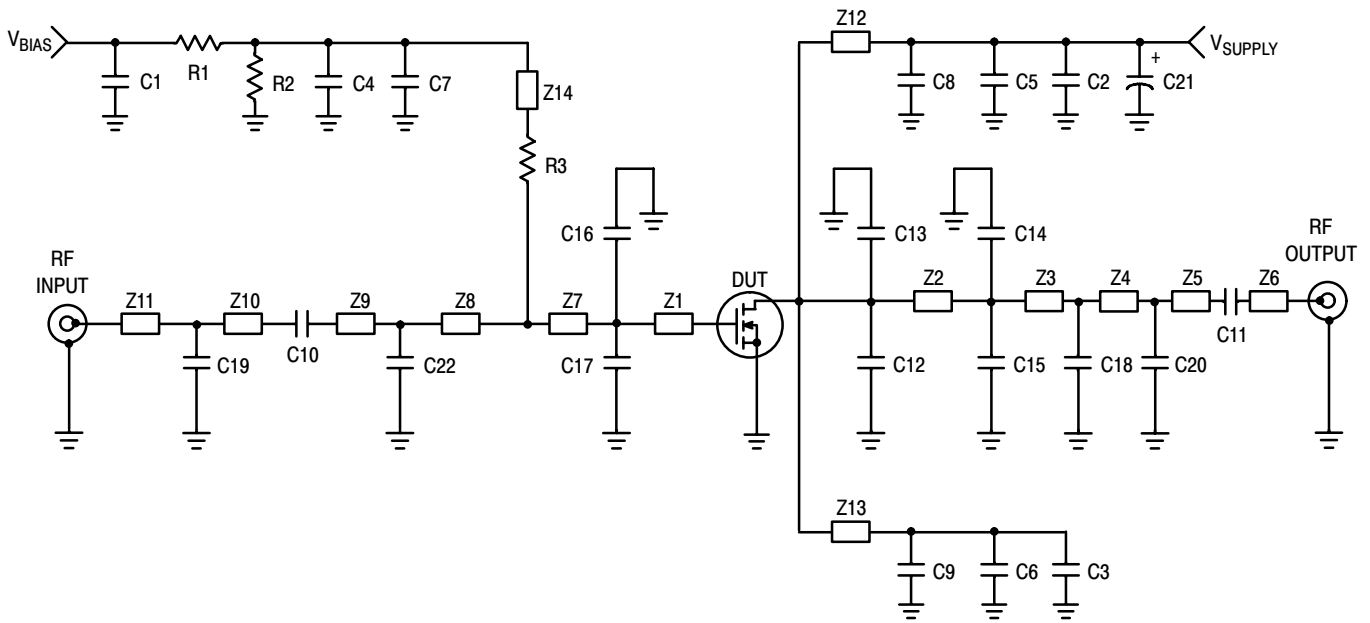 VBIAS
R1
C1
R2
C4
C7
Z14
R3
Z12
VSUPPLY
C8
C5
C2
+
C21
C16
C13
C14
RF
INPUT
RF
OUTPUT
Z11
Z10
Z9
Z8
Z7
Z1
DUT
Z2
Z3
Z4
Z5
Z6
C10
C11
C19
C22
C17
C12
C15
C18
C20
Z13
C9
C6
C3